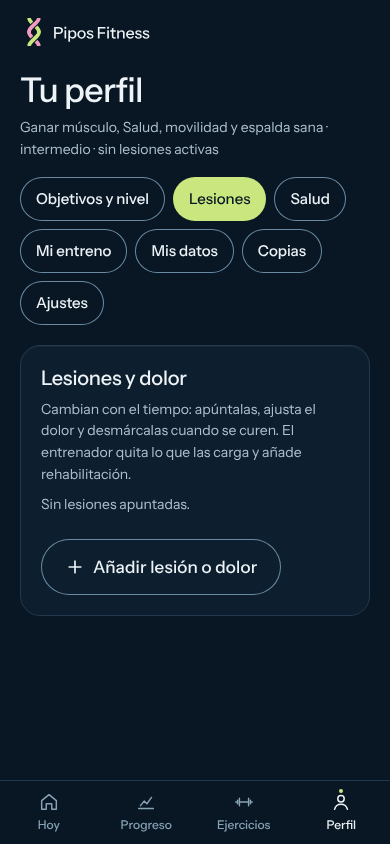 Pipos Fitness
Tu perfil
Ganar músculo, Salud, movilidad y espalda sana ·
intermedio · sin lesiones activas
Objetivos y nivel
Lesiones
Salud
Mi entreno
Mis datos
Copias
Ajustes
Lesiones y dolor
Cambian con el tiempo: apúntalas, ajusta el
dolor y desmárcalas cuando se curen. El
entrenador quita lo que las carga y añade
rehabilitación.
Sin lesiones apuntadas.
+ Añadir lesión o dolor
Hoy
Progreso
Ejercicios
Perfil